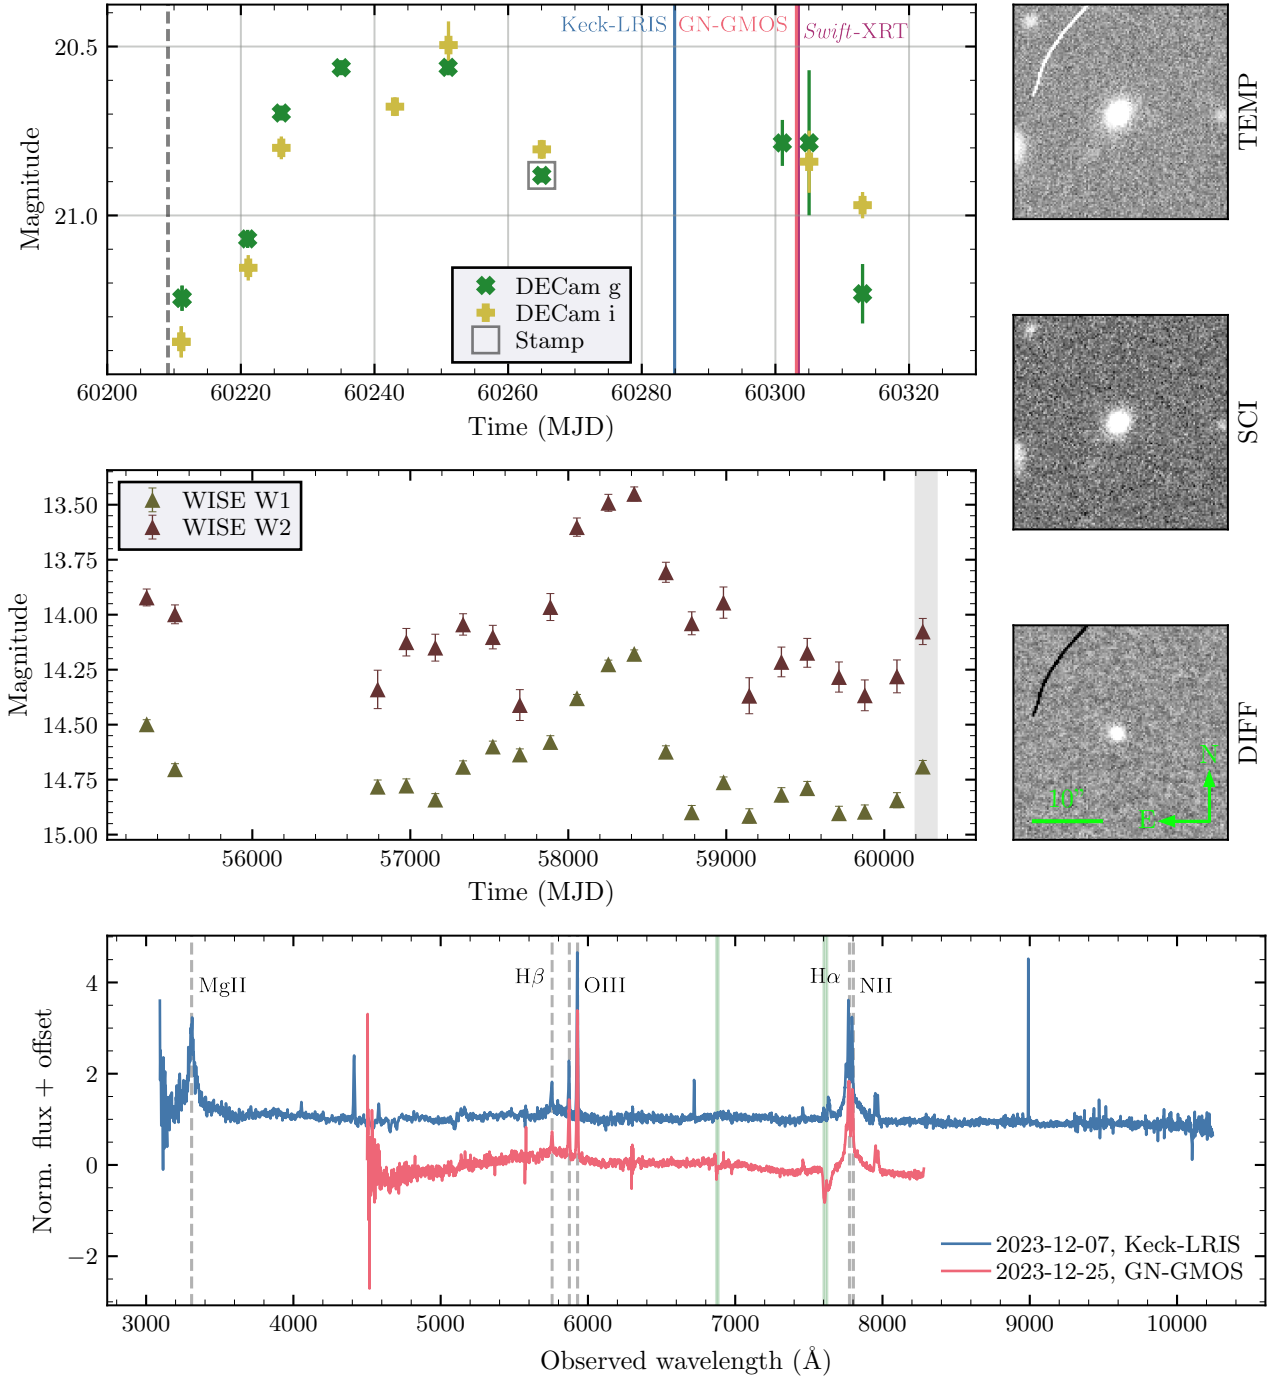 Keck-LRIS GN-GMOS Swift-XRT
20.5
21.0
Magnitude
DECam g
DECam i
Stamp
60200 60220 60240 60260 60280 60300 60320
Time (MJD)
TEMP
SCI
DIFF
10"
N
E
WISE W1
WISE W2
13.50
13.75
14.00
14.25
14.50
14.75
15.00
Magnitude
56000 57000 58000 59000 60000
Time (MJD)
MgII Hβ OIII Hα NII
4
2
0
−2
Norm. flux + offset
2023-12-07, Keck-LRIS
2023-12-25, GN-GMOS
3000 4000 5000 6000 7000 8000 9000 10000
Observed wavelength (Å)